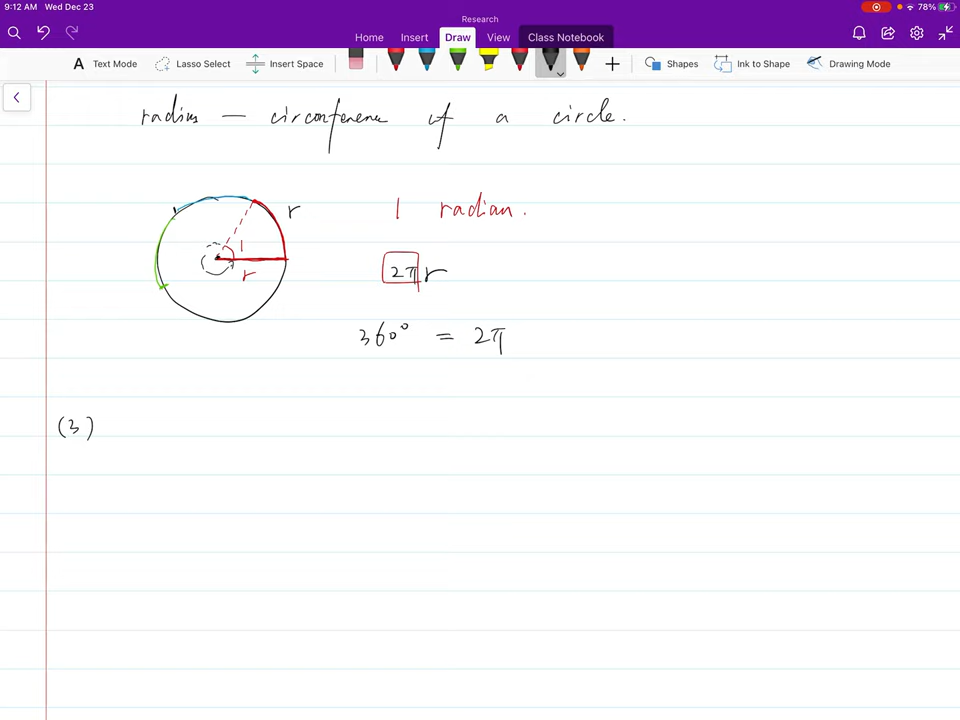 9:12 AM Wed Dec 23
78%
Research
Home Insert Draw View Class Notebook
Text Mode Lasso Select Insert Space Shapes Ink to Shape Drawing Mode
radius — circonference of a circle.
r
1 radian.
1
r
2π r
360° = 2π
(3)